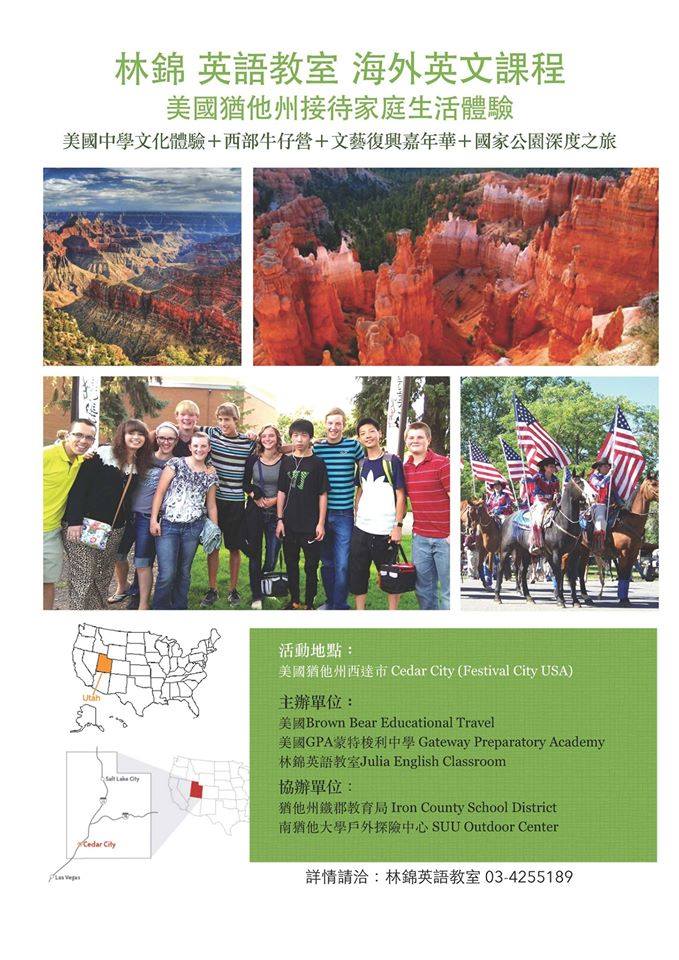 林錦 英語教室 海外英文課程
美國猶他州接待家庭生活體驗
美國中學文化體驗＋西部牛仔營＋文藝復興嘉年華＋國家公園深度之旅
Utah
Salt Lake City
Cedar City
Las Vegas
活動地點：
美國猶他州西達市 Cedar City (Festival City USA)
主辦單位：
美國Brown Bear Educational Travel
美國GPA蒙特梭利中學 Gateway Preparatory Academy
林錦英語教室Julia English Classroom
協辦單位：
猶他州鐵郡教育局 Iron County School District
南猶他大學戶外探險中心 SUU Outdoor Center
詳情請洽：林錦英語教室 03-4255189